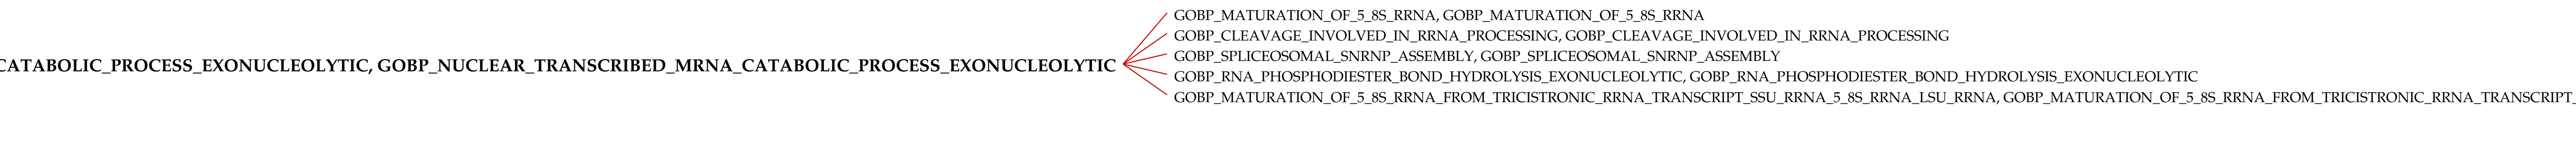 GOBP_MATURATION_OF_5_8S_RRNA, GOBP_MATURATION_OF_5_8S_RRNA
GOBP_CLEAVAGE_INVOLVED_IN_RRNA_PROCESSING, GOBP_CLEAVAGE_INVOLVED_IN_RRNA_PROCESSING
GOBP_SPLICEOSOMAL_SNRNP_ASSEMBLY, GOBP_SPLICEOSOMAL_SNRNP_ASSEMBLY
CATABOLIC_PROCESS_EXONUCLEOLYTIC, GOBP_NUCLEAR_TRANSCRIBED_MRNA_CATABOLIC_PROCESS_EXONUCLEOLYTIC
GOBP_RNA_PHOSPHODIESTER_BOND_HYDROLYSIS_EXONUCLEOLYTIC, GOBP_RNA_PHOSPHODIESTER_BOND_HYDROLYSIS_EXONUCLEOLYTIC
GOBP_MATURATION_OF_5_8S_RRNA_FROM_TRICISTRONIC_RRNA_TRANSCRIPT_SSU_RRNA_5_8S_RRNA_LSU_RRNA, GOBP_MATURATION_OF_5_8S_RRNA_FROM_TRICISTRONIC_RRNA_TRANSCRIPT_